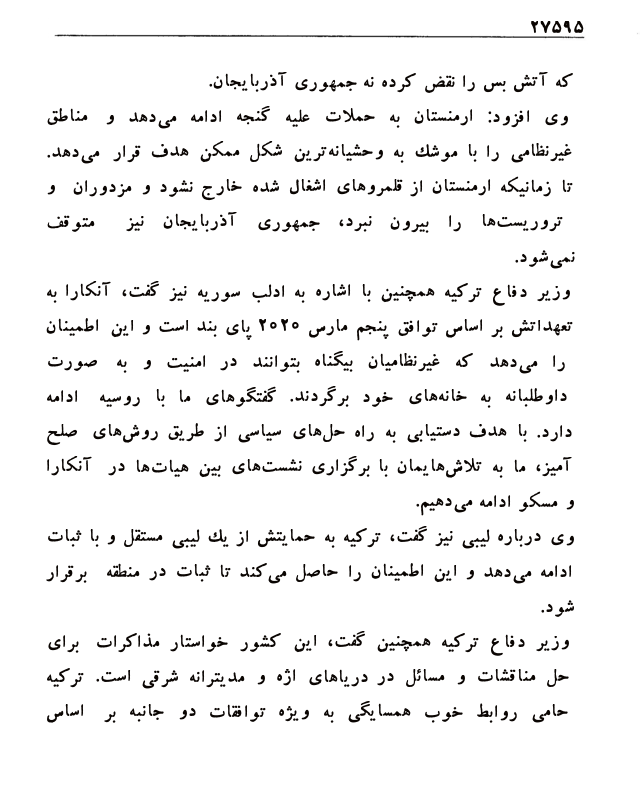 ۲۷۵۹۵
که آتش بس را نقض کرده نه جمهوری آذربایجان.
وی افزود: ارمنستان به حملات علیه گنجه ادامه می‌دهد و مناطق
غیرنظامی را با موشك به وحشیانه‌ترین شکل ممکن هدف قرار می‌دهد.
تا زمانیکه ارمنستان از قلمروهای اشغال شده خارج نشود و مزدوران و
تروریست‌ها را بیرون نبرد، جمهوری آذربایجان نیز متوقف
نمی‌شود.
وزیر دفاع ترکیه همچنین با اشاره به ادلب سوریه نیز گفت، آنکارا به
تعهداتش بر اساس توافق پنجم مارس ۲۰۲۰ پای بند است و این اطمینان
را می‌دهد که غیرنظامیان بیگناه بتوانند در امنیت و به صورت
داوطلبانه به خانه‌های خود برگردند. گفتگوهای ما با روسیه ادامه
دارد. با هدف دستیابی به راه حل‌های سیاسی از طریق روش‌های صلح
آمیز، ما به تلاش‌هایمان با برگزاری نشست‌های بین هیات‌ها در آنکارا
و مسکو ادامه می‌دهیم.
وی درباره لیبی نیز گفت، ترکیه به حمایتش از یك لیبی مستقل و با ثبات
ادامه می‌دهد و این اطمینان را حاصل می‌کند تا ثبات در منطقه برقرار
شود.
وزیر دفاع ترکیه همچنین گفت، این کشور خواستار مذاکرات برای
حل مناقشات و مسائل در دریاهای اژه و مدیترانه شرقی است. ترکیه
حامی روابط خوب همسایگی به ویژه توافقات دو جانبه بر اساس